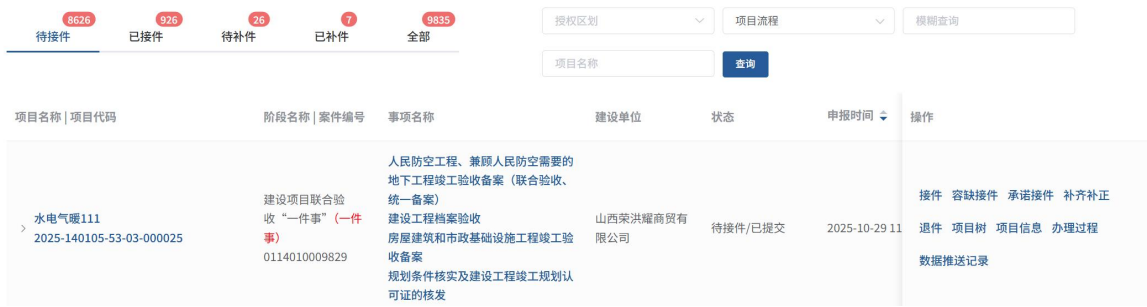 8626
926
26
7
9835
待接件
已接件
待补件
已补件
全部
授权区划
项目流程
模糊查询
项目名称
查询
项目名称 | 项目代码
阶段名称 | 案件编号
事项名称
建设单位
状态
申报时间
操作
水电气暖111
2025-140105-53-03-000025
建设项目联合验
收“一件事”（一件
事）
0114010009829
人民防空工程、兼顾人民防空需要的
地下工程竣工验收备案（联合验收、
统一备案）
建设工程档案验收
房屋建筑和市政基础设施工程竣工验
收备案
规划条件核实及建设工程竣工规划认
可证的核发
山西荣洪耀商贸有
限公司
待接件/已提交
2025-10-29 11
接件 容缺接件 承诺接件 补齐补正
退件 项目树 项目信息 办理过程
数据推送记录